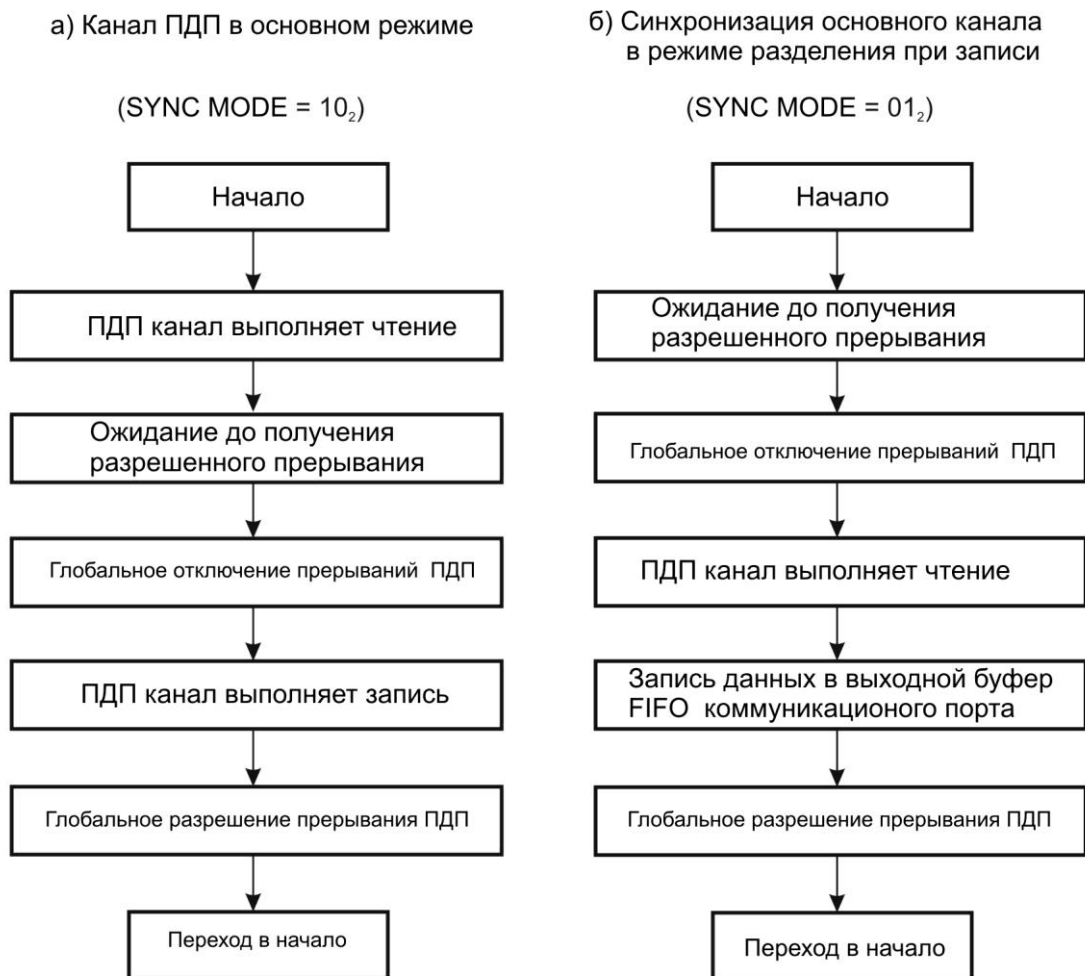 а) Канал ПДП в основном режиме
(SYNC MODE = 10₂)
Начало
ПДП канал выполняет чтение
Ожидание до получения
разрешенного прерывания
Глобальное отключение прерываний ПДП
ПДП канал выполняет запись
Глобальное разрешение прерывания ПДП
Переход в начало
б) Синхронизация основного канала
в режиме разделения при записи
(SYNC MODE = 01₂)
Начало
Ожидание до получения
разрешенного прерывания
Глобальное отключение прерываний ПДП
ПДП канал выполняет чтение
Запись данных в выходной буфер
FIFO коммуникационого порта
Глобальное разрешение прерывания ПДП
Переход в начало